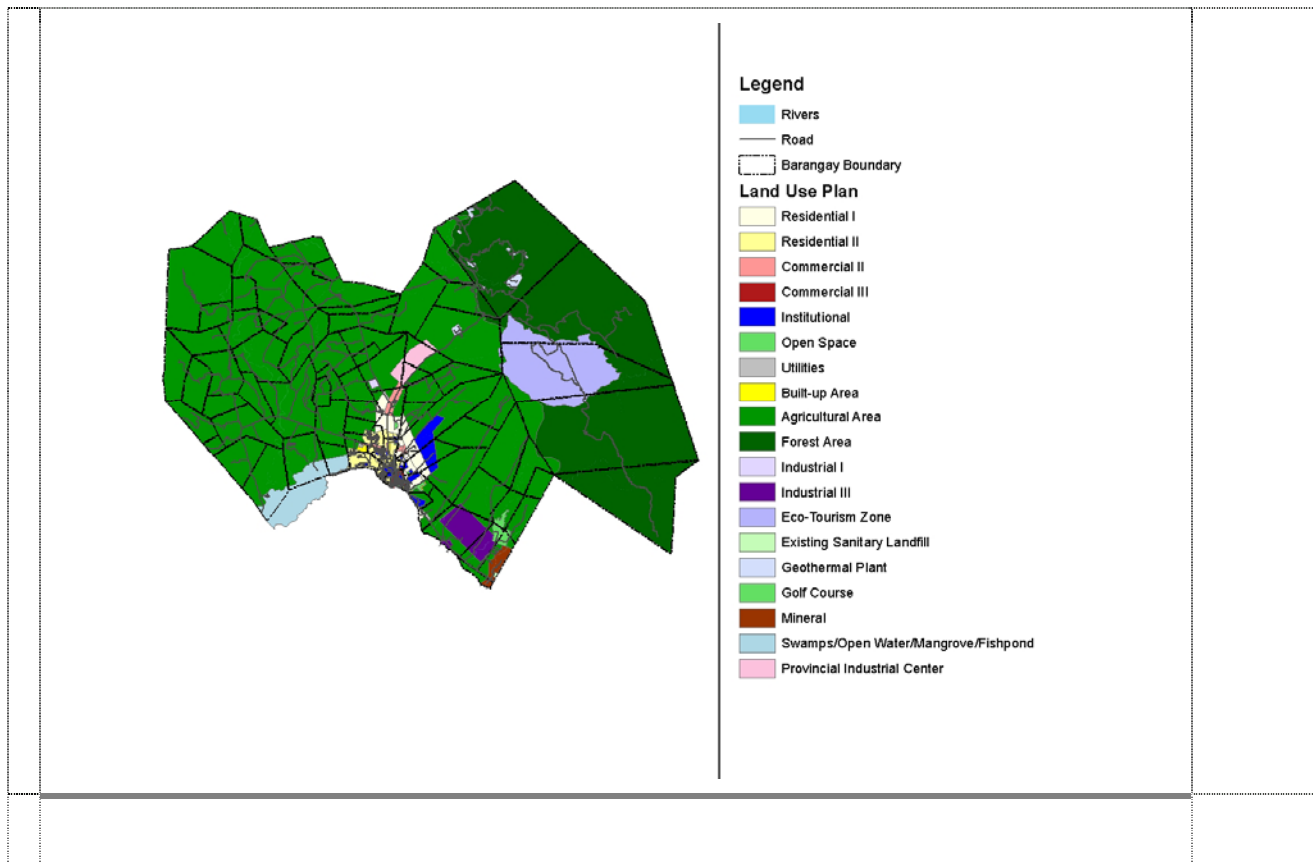 Legend
Rivers
Road
Barangay Boundary
Land Use Plan
Residential I
Residential II
Commercial II
Commercial III
Institutional
Open Space
Utilities
Built-up Area
Agricultural Area
Forest Area
Industrial I
Industrial III
Eco-Tourism Zone
Existing Sanitary Landfill
Geothermal Plant
Golf Course
Mineral
Swamps/Open Water/Mangrove/Fishpond
Provincial Industrial Center